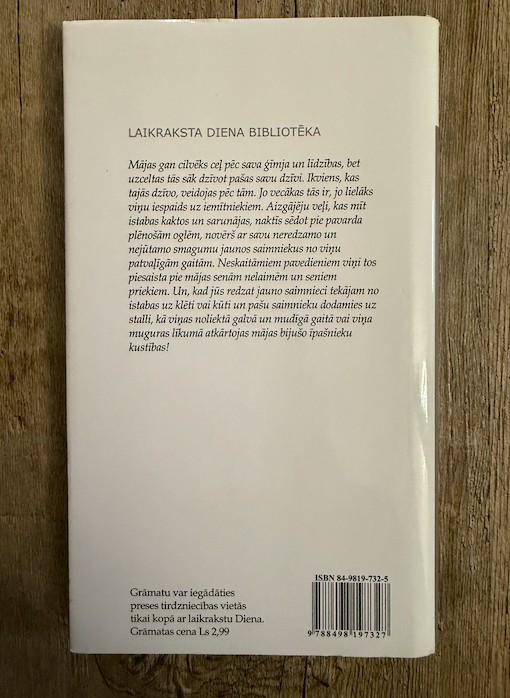 LAIKRAKSTA DIENA BIBLIOTĒKA
Mājas gan cilvēks ceļ pēc sava ģīmja un līdzības, bet
uzceltas tās sāk dzīvot pašas savu dzīvi. Ikviens, kas
tajās dzīvo, veidojas pēc tām. Jo vecākas tās ir, jo lielāks
viņu iespaids uz iemītniekiem. Aizgājēju veļi, kas mīt
istabas kaktos un sarunājas, naktīs sēdot pie pavarda
plēnošām oglēm, novērš ar savu neredzamo un
nejūtamo smagumu jaunos saimniekus no viņu
patvaļīgām gaitām. Neskaitāmiem pavedieniem viņi tos
piesaista pie mājas senām nelaimēm un seniem
priekiem. Un, kad jūs redzat jauno saimnieci tekājam no
istabas uz klēti vai kūti un pašu saimnieku dodamies uz
stalli, kā viņas noliektā galvā un mudīgā gaitā vai viņa
muguras līkumā atkārtojas mājas bijušo īpašnieku
kustības!
Grāmatu var iegādāties
preses tirdzniecības vietās
tikai kopā ar laikrakstu Diena.
Grāmatas cena Ls 2,99
ISBN 84-9819-732-5
9 788498 197327